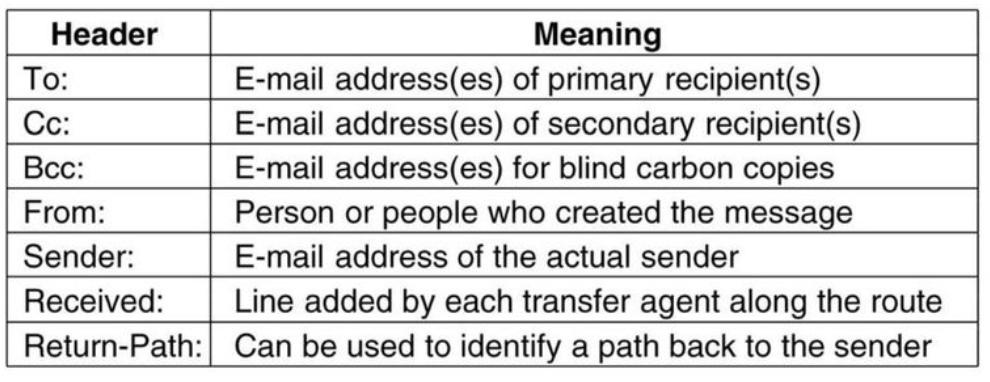 Header Meaning
To: E-mail address(es) of primary recipient(s)
Cc: E-mail address(es) of secondary recipient(s)
Bcc: E-mail address(es) for blind carbon copies
From: Person or people who created the message
Sender: E-mail address of the actual sender
Received: Line added by each transfer agent along the route
Return-Path: Can be used to identify a path back to the sender